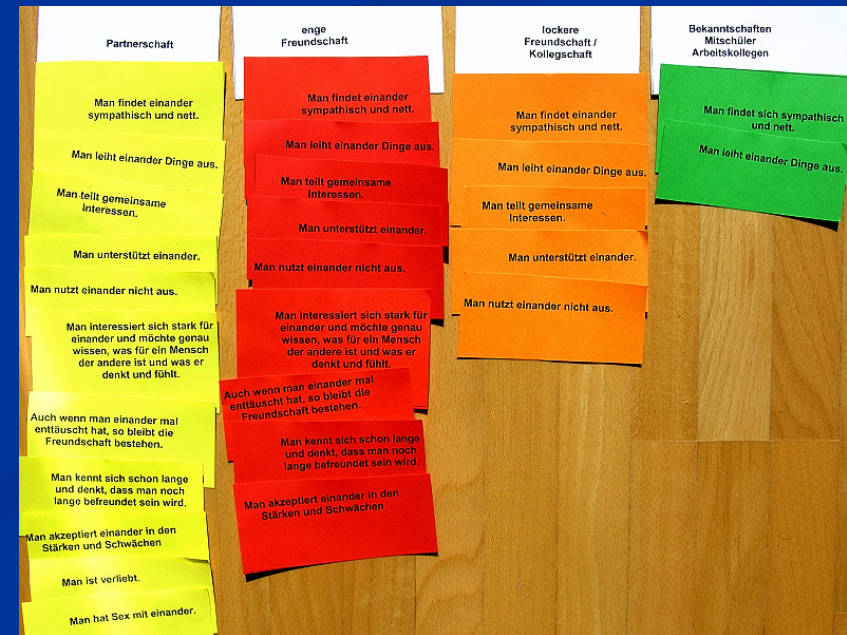 Partnerschaft
Man findet einander
sympathisch und nett.
Man leiht einander Dinge aus.
Man teilt gemeinsame
Interessen.
Man unterstützt einander.
Man nutzt einander nicht aus.
Man interessiert sich stark für
einander und möchte genau
wissen, was für ein Mensch
der andere ist und was er
denkt und fühlt.
Auch wenn man einander mal
enttäuscht hat, so bleibt die
Freundschaft bestehen.
Man kennt sich schon lange
und denkt, dass man noch
lange befreundet sein wird.
Man akzeptiert einander in den
Stärken und Schwächen
Man ist verliebt.
Man hat Sex mit einander.
enge
Freundschaft
Man findet einander
sympathisch und nett.
Man leiht einander Dinge aus.
Man teilt gemeinsame
Interessen.
Man unterstützt einander.
Man nutzt einander nicht aus.
Man interessiert sich stark für
einander und möchte genau
wissen, was für ein Mensch
der andere ist und was er
denkt und fühlt.
Auch wenn man einander mal
enttäuscht hat, so bleibt die
Freundschaft bestehen.
Man kennt sich schon lange
und denkt, dass man noch
lange befreundet sein wird.
Man akzeptiert einander in den
Stärken und Schwächen
lockere
Freundschaft /
Kollegschaft
Man findet einander
sympathisch und nett.
Man leiht einander Dinge aus.
Man teilt gemeinsame
Interessen.
Man unterstützt einander.
Man nutzt einander nicht aus.
Bekanntschaften
Mitschüler
Arbeitskollegen
Man findet sich sympathisch
und nett.
Man leiht einander Dinge aus.